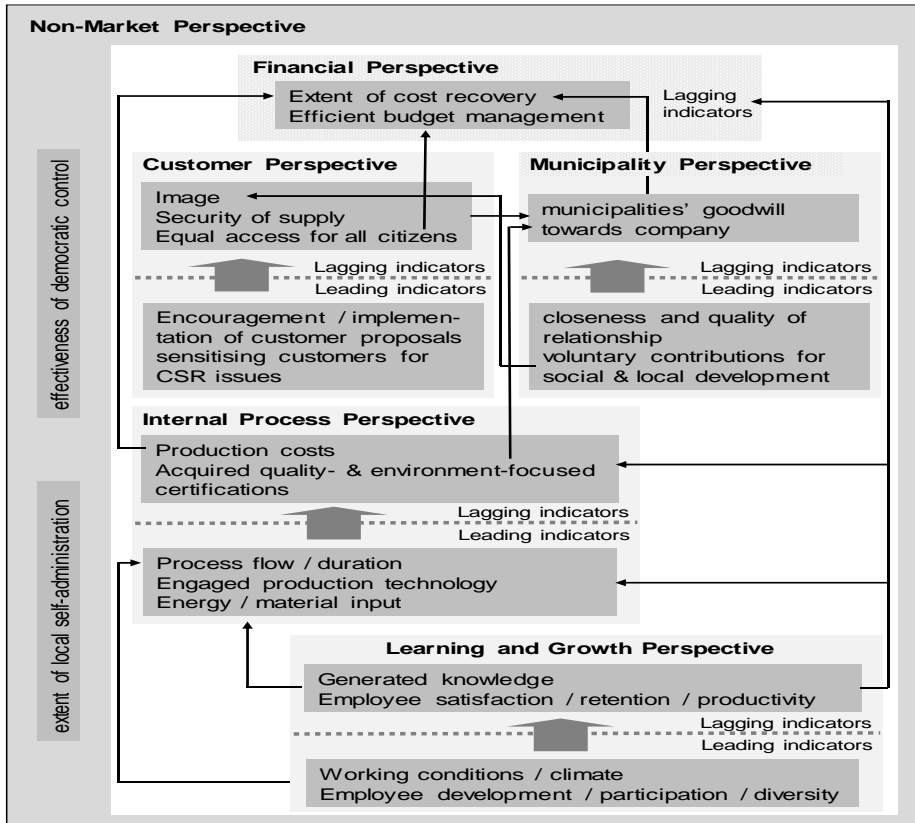 Non-Market Perspective
Financial Perspective
Extent of cost recovery
Efficient budget management
Lagging
indicators
effectiveness of democratic control
Customer Perspective
Image
Security of supply
Equal access for all citizens
Lagging indicators
Leading indicators
Encouragement / implemen-
tation of customer proposals
sensitising customers for
CSR issues
Municipality Perspective
municipalities' goodwill
towards company
Lagging indicators
Leading indicators
closeness and quality of
relationship
voluntary contributions for
social & local development
extent of local self-administration
Internal Process Perspective
Production costs
Acquired quality- & environment-focused
certifications
Lagging indicators
Leading indicators
Process flow / duration
Engaged production technology
Energy / material input
Learning and Growth Perspective
Generated knowledge
Employee satisfaction / retention / productivity
Lagging indicators
Leading indicators
Working conditions / climate
Employee development / participation / diversity